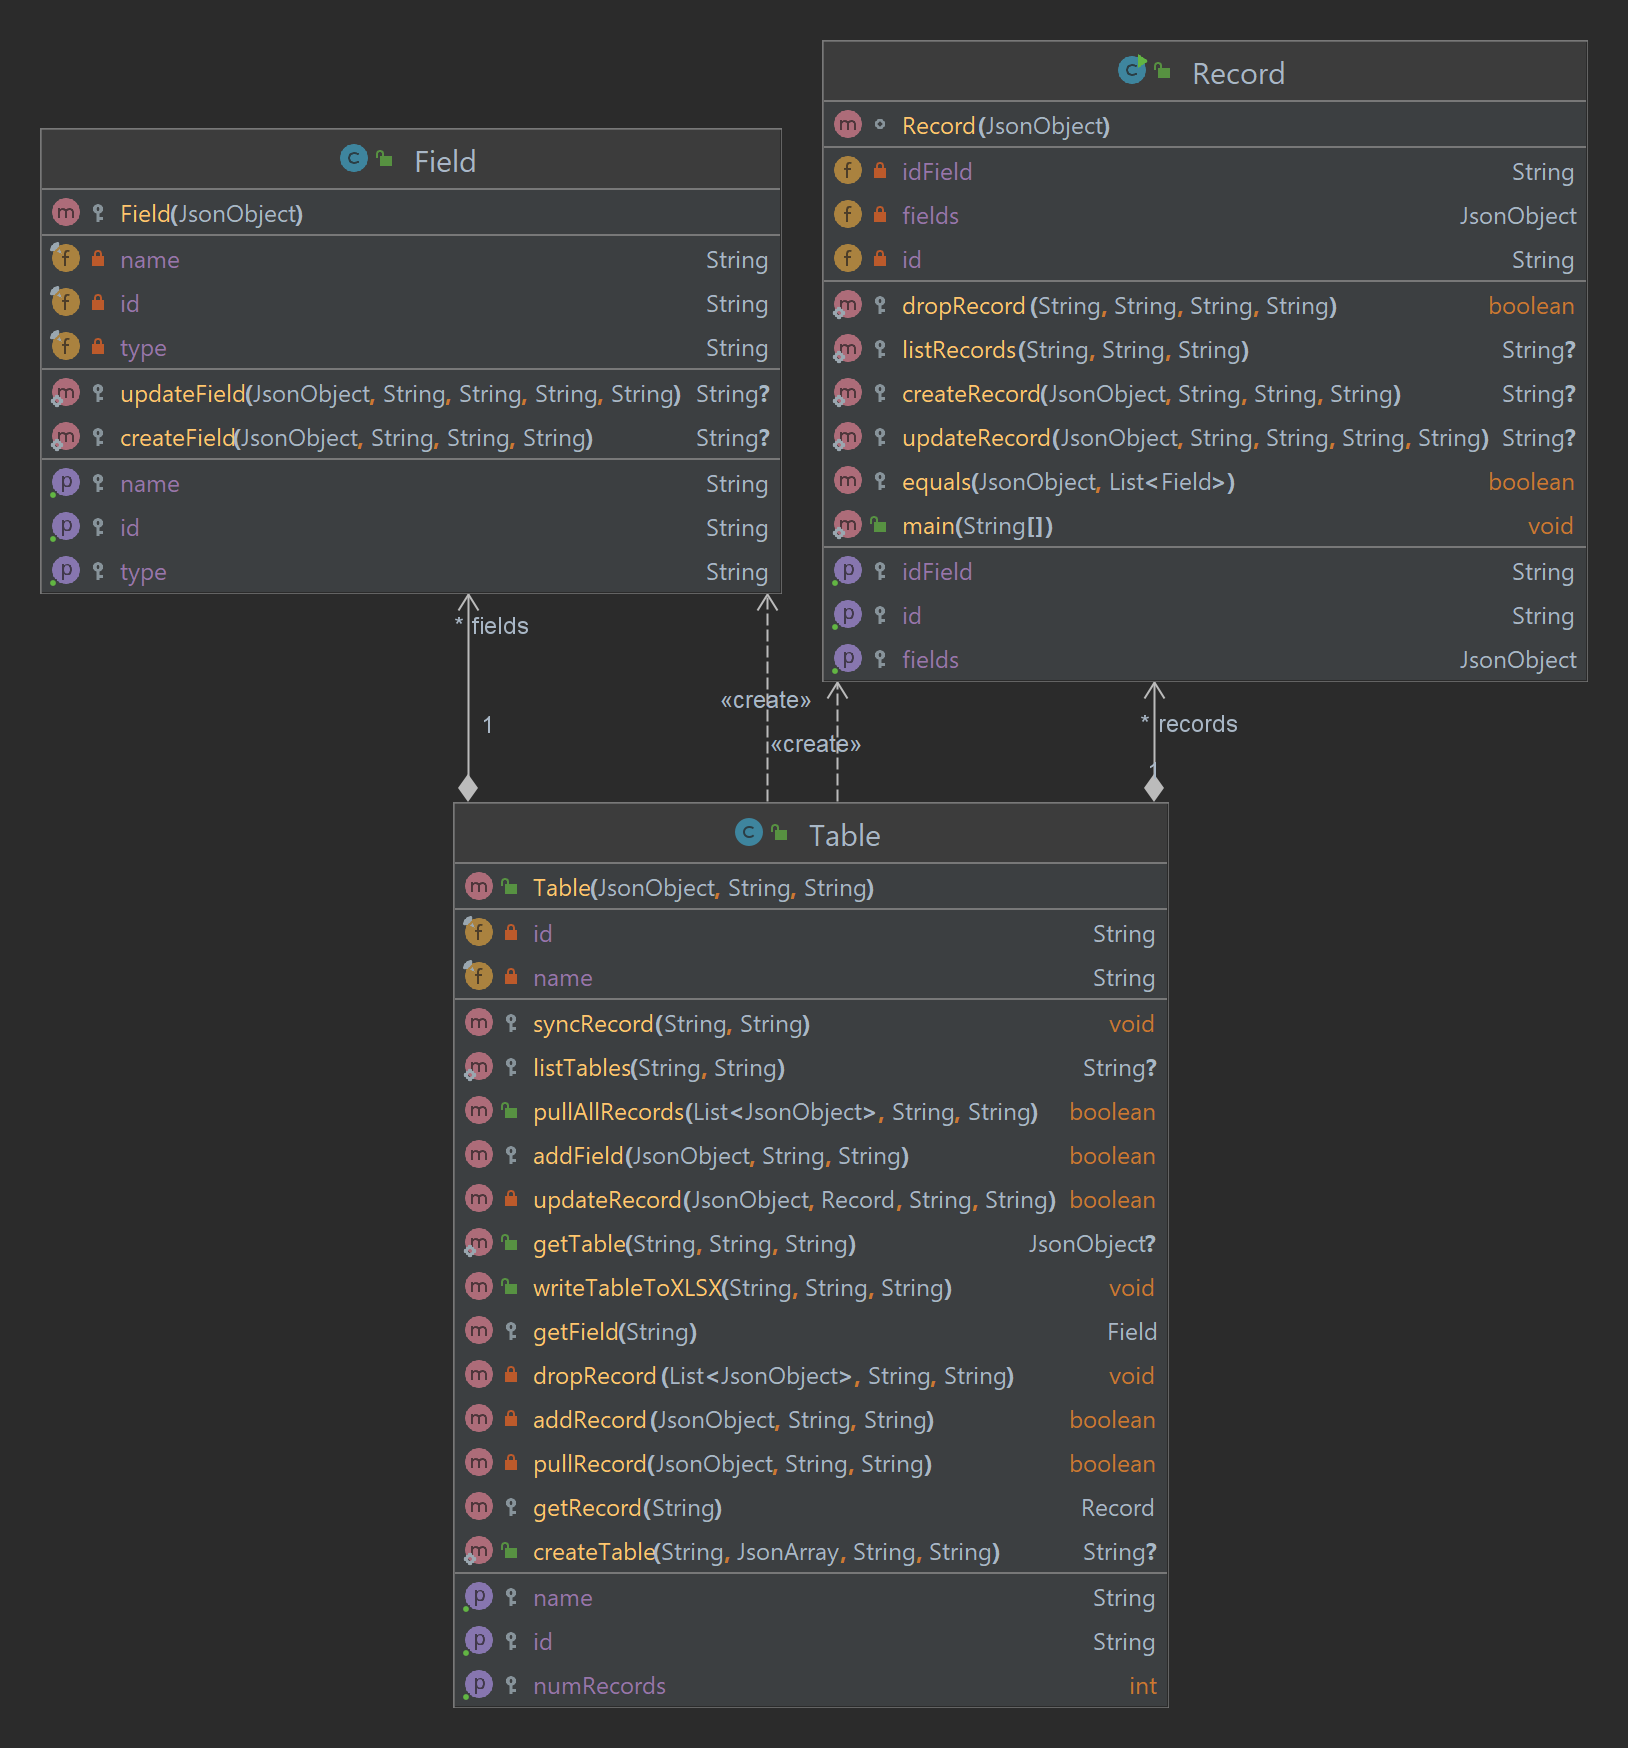 Field
Field(JsonObject)
name String
id String
type String
updateField(JsonObject, String, String, String, String) String?
createField(JsonObject, String, String, String) String?
name String
id String
type String
Record
Record(JsonObject)
idField String
fields JsonObject
id String
dropRecord(String, String, String, String) boolean
listRecords(String, String, String) String?
createRecord(JsonObject, String, String, String) String?
updateRecord(JsonObject, String, String, String, String) String?
equals(JsonObject, List<Field>) boolean
main(String[]) void
idField String
id String
fields JsonObject
* fields
1
«create»
«create»
* records
1
Table
Table(JsonObject, String, String)
id String
name String
syncRecord(String, String) void
listTables(String, String) String?
pullAllRecords(List<JsonObject>, String, String) boolean
addField(JsonObject, String, String) boolean
updateRecord(JsonObject, Record, String, String) boolean
getTable(String, String, String) JsonObject?
writeTableToXLSX(String, String, String) void
getField(String) Field
dropRecord(List<JsonObject>, String, String) void
addRecord(JsonObject, String, String) boolean
pullRecord(JsonObject, String, String) boolean
getRecord(String) Record
createTable(String, JsonArray, String, String) String?
name String
id String
numRecords int